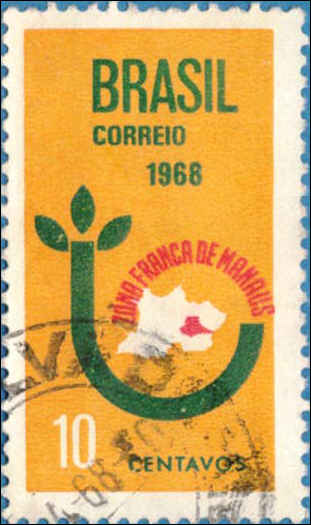 BRASIL
CORREIO
1968
ZONA FRANCA DE MANAUS
10 CENTAVOS